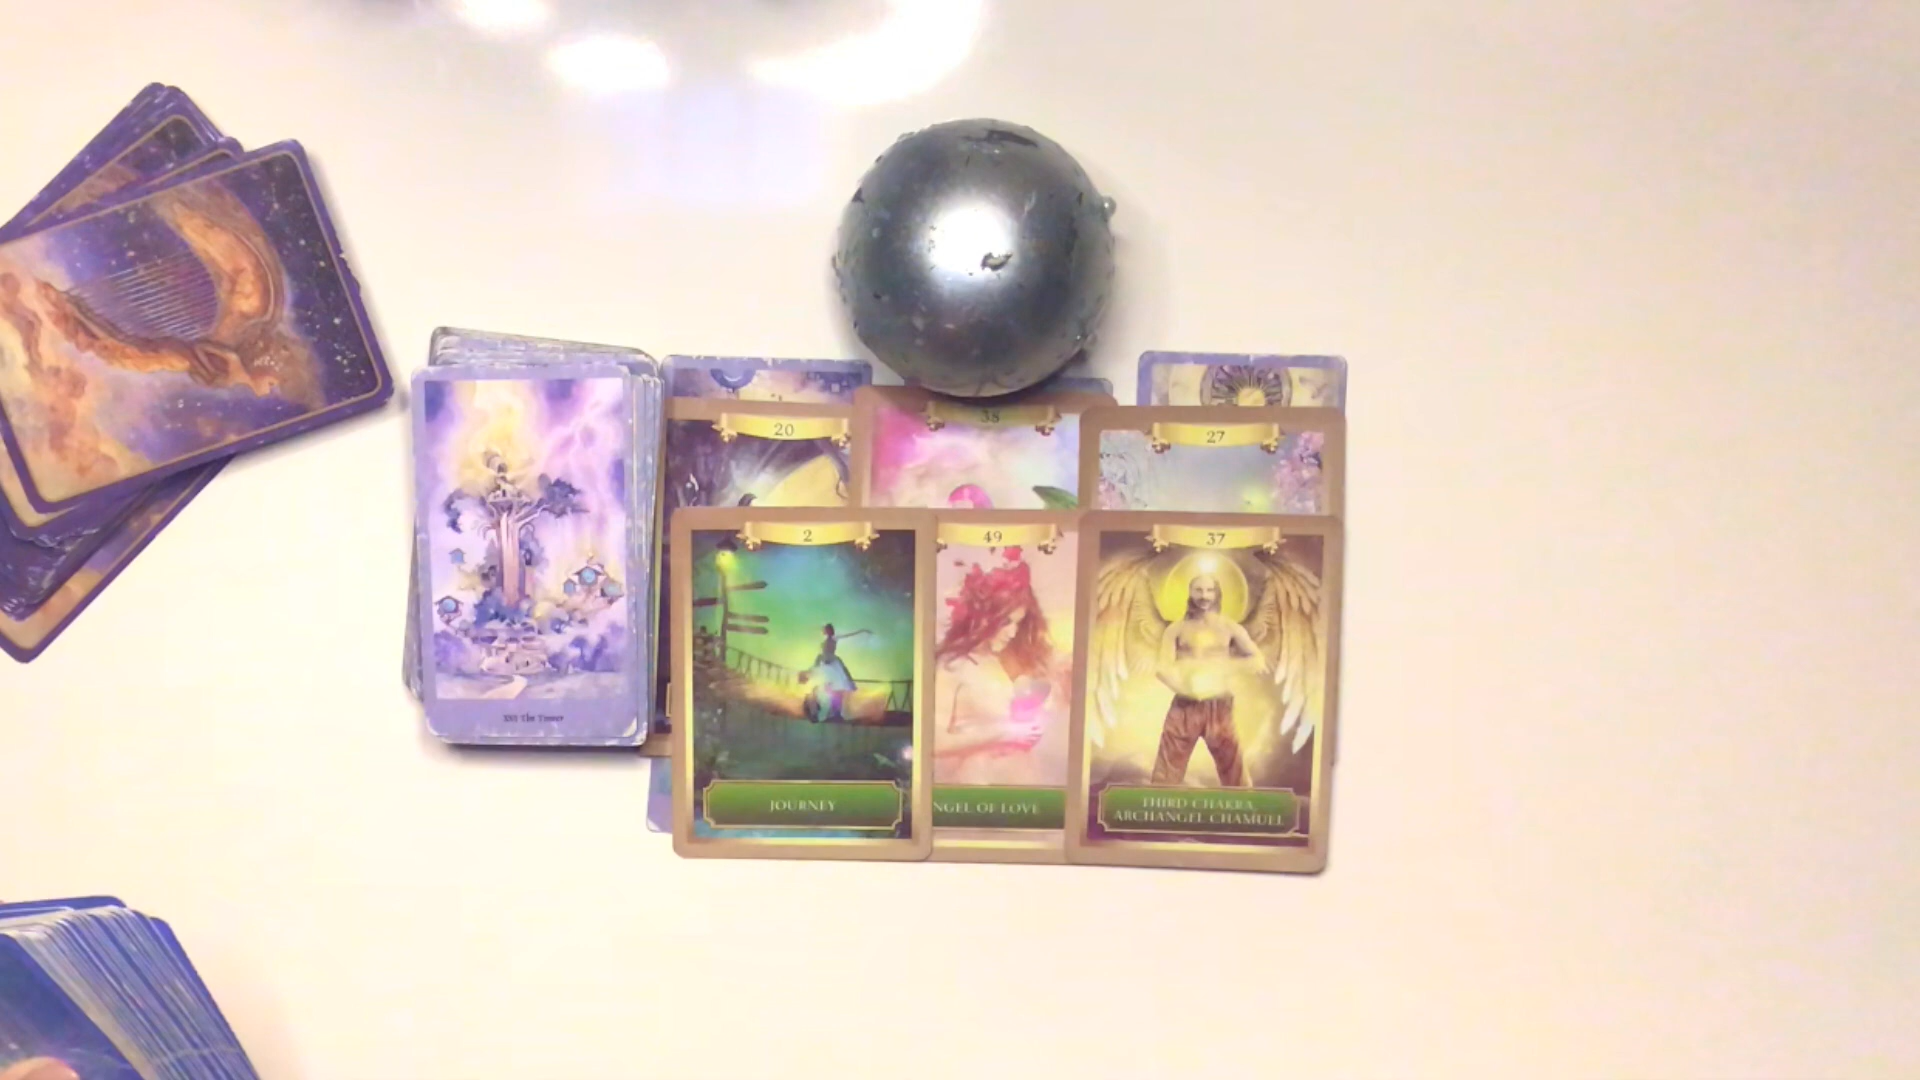 20
38
27
2
49
37
XVI The Tower
JOURNEY
NGEL OF LOVE
THIRD CHAKRA
ARCHANGEL CHAMUEL